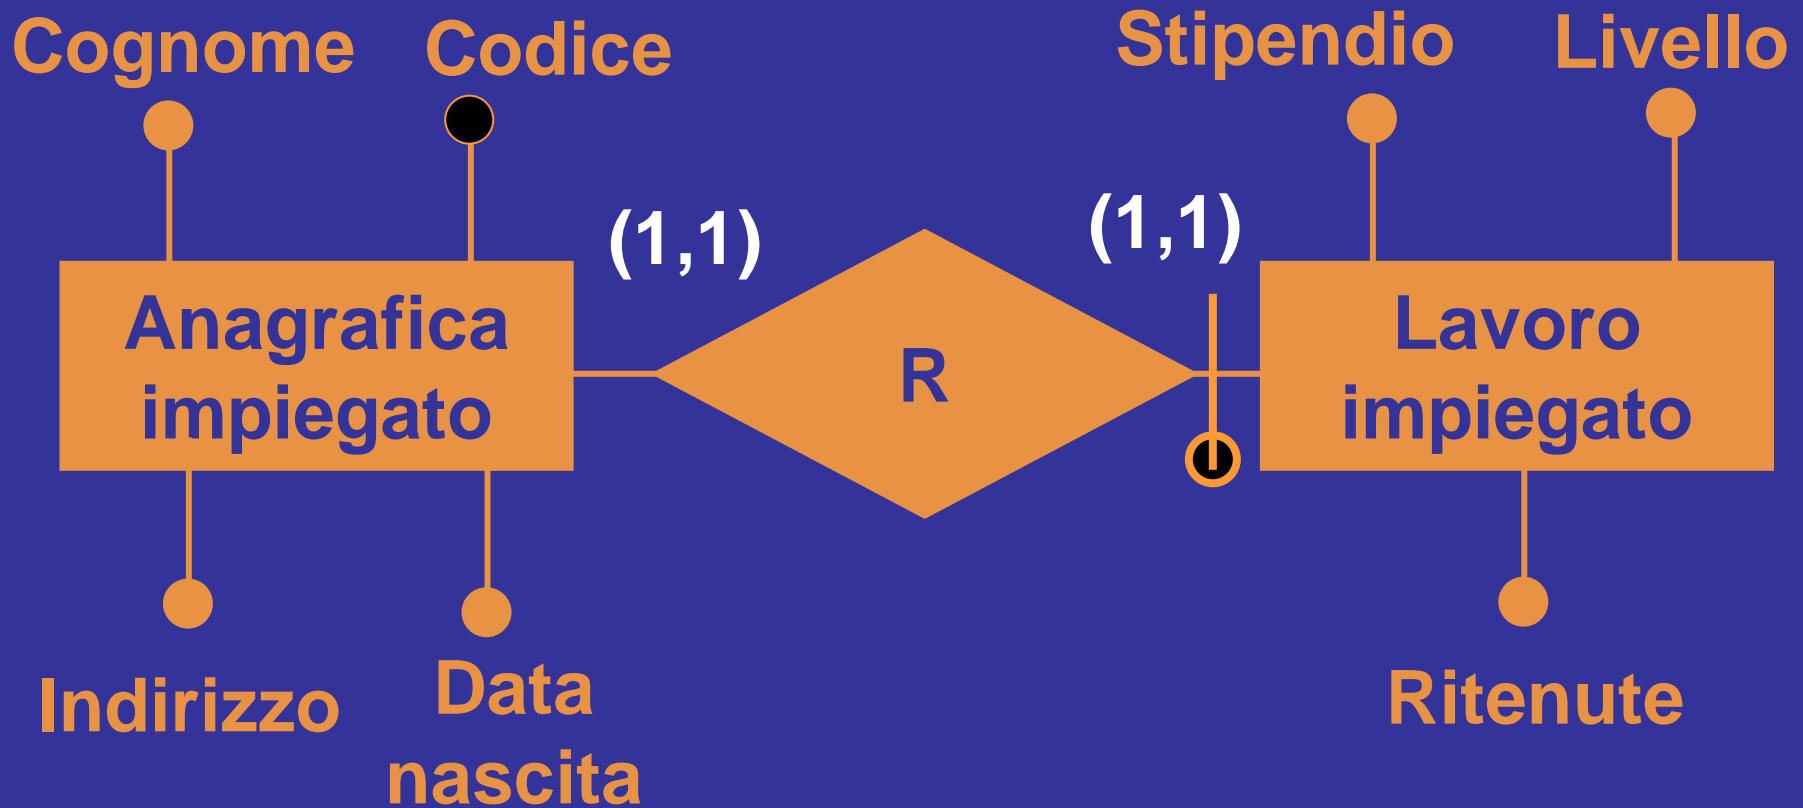 Cognome Codice Stipendio Livello
(1,1) (1,1)
Anagrafica
impiegato
R
Lavoro
impiegato
Indirizzo
Data
nascita
Ritenute